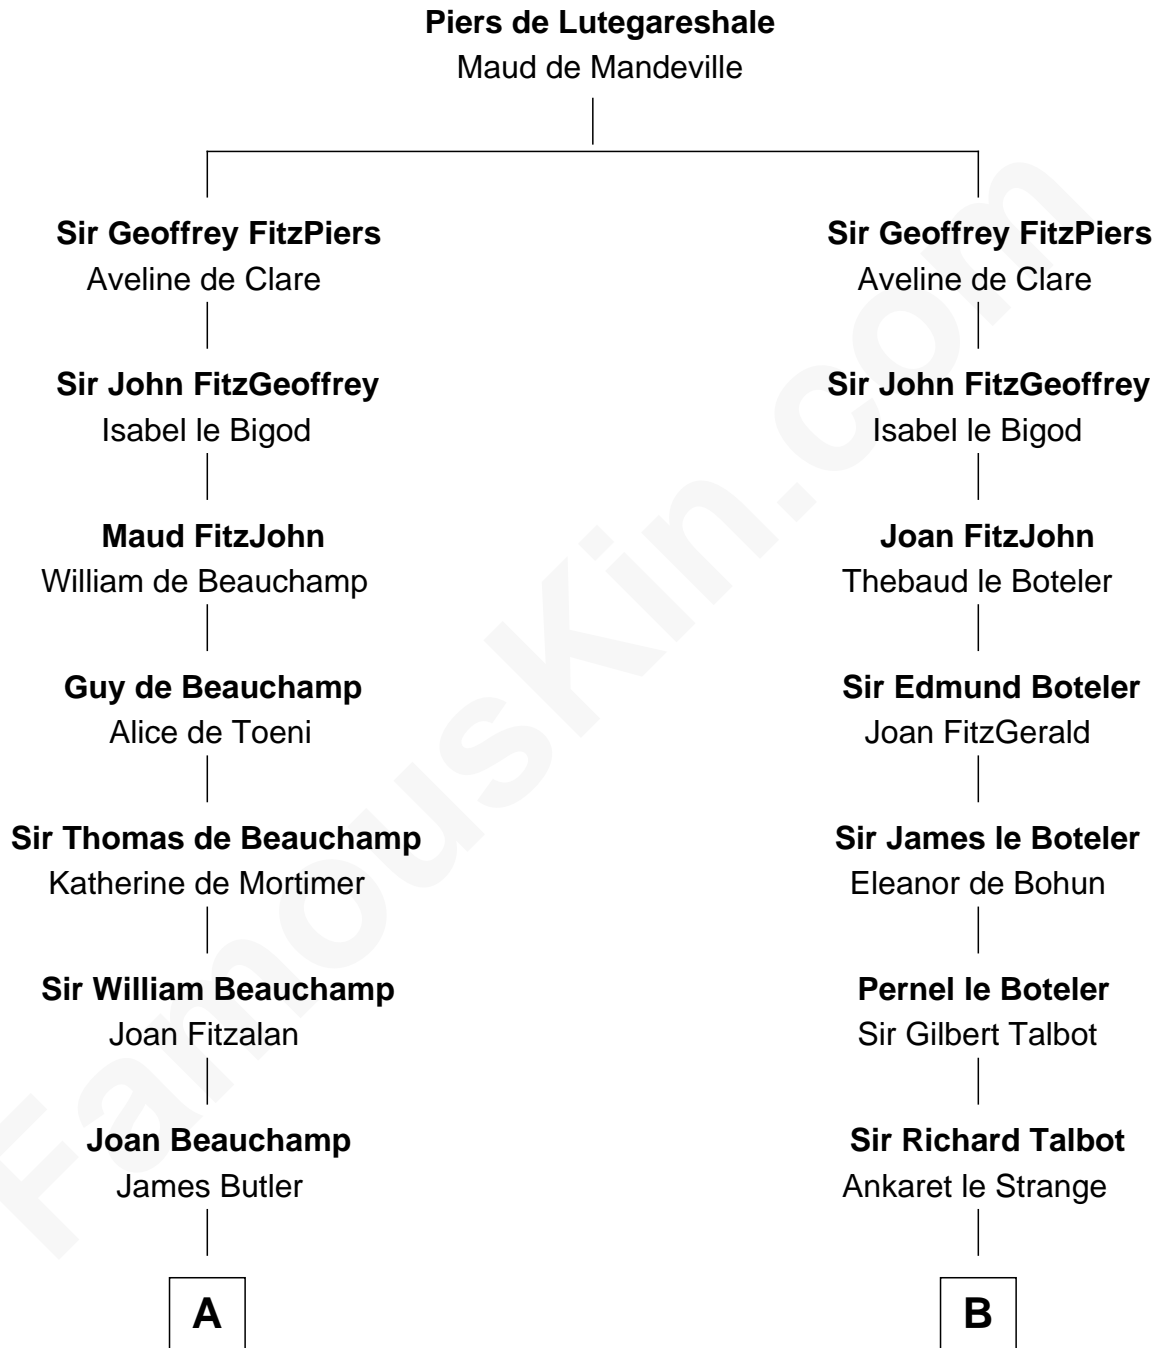 Piers de Lutegareshale
Maud de Mandeville
Sir Geoffrey FitzPiers
Aveline de Clare
Sir John FitzGeoffrey
Isabel le Bigod
Maud FitzJohn
William de Beauchamp
Guy de Beauchamp
Alice de Toeni
Sir Thomas de Beauchamp
Katherine de Mortimer
Sir William Beauchamp
Joan Fitzalan
Joan Beauchamp
James Butler
A
Sir Geoffrey FitzPiers
Aveline de Clare
Sir John FitzGeoffrey
Isabel le Bigod
Joan FitzJohn
Thebaud le Boteler
Sir Edmund Boteler
Joan FitzGerald
Sir James le Boteler
Eleanor de Bohun
Pernel le Boteler
Sir Gilbert Talbot
Sir Richard Talbot
Ankaret le Strange
B
FamousKin.com